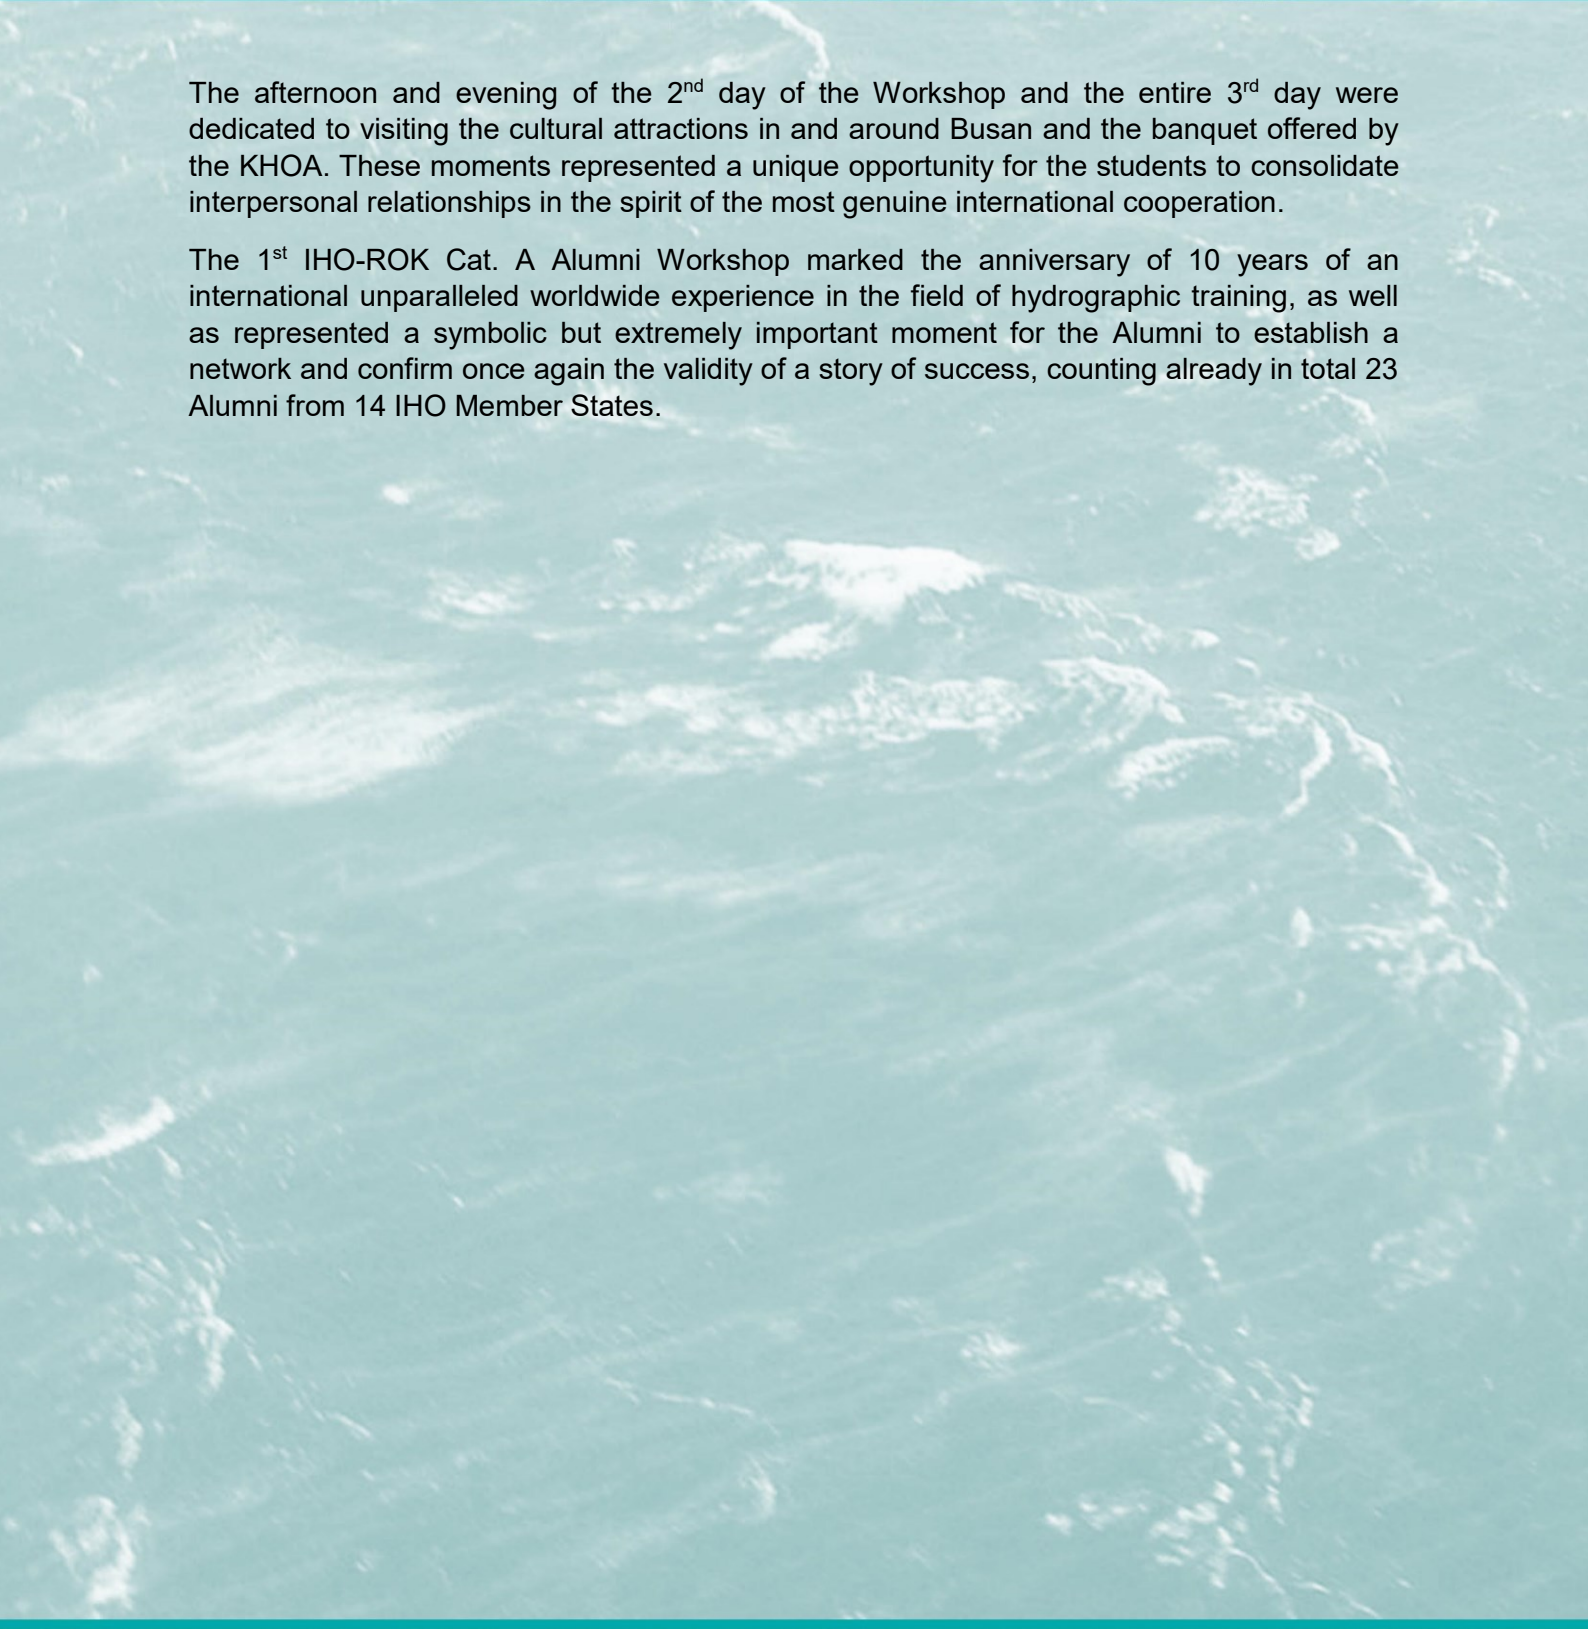 The afternoon and evening of the 2nd day of the Workshop and the entire 3rd day were
dedicated to visiting the cultural attractions in and around Busan and the banquet offered by
the KHOA. These moments represented a unique opportunity for the students to consolidate
interpersonal relationships in the spirit of the most genuine international cooperation.
The 1st IHO-ROK Cat. A Alumni Workshop marked the anniversary of 10 years of an
international unparalleled worldwide experience in the field of hydrographic training, as well
as represented a symbolic but extremely important moment for the Alumni to establish a
network and confirm once again the validity of a story of success, counting already in total 23
Alumni from 14 IHO Member States.